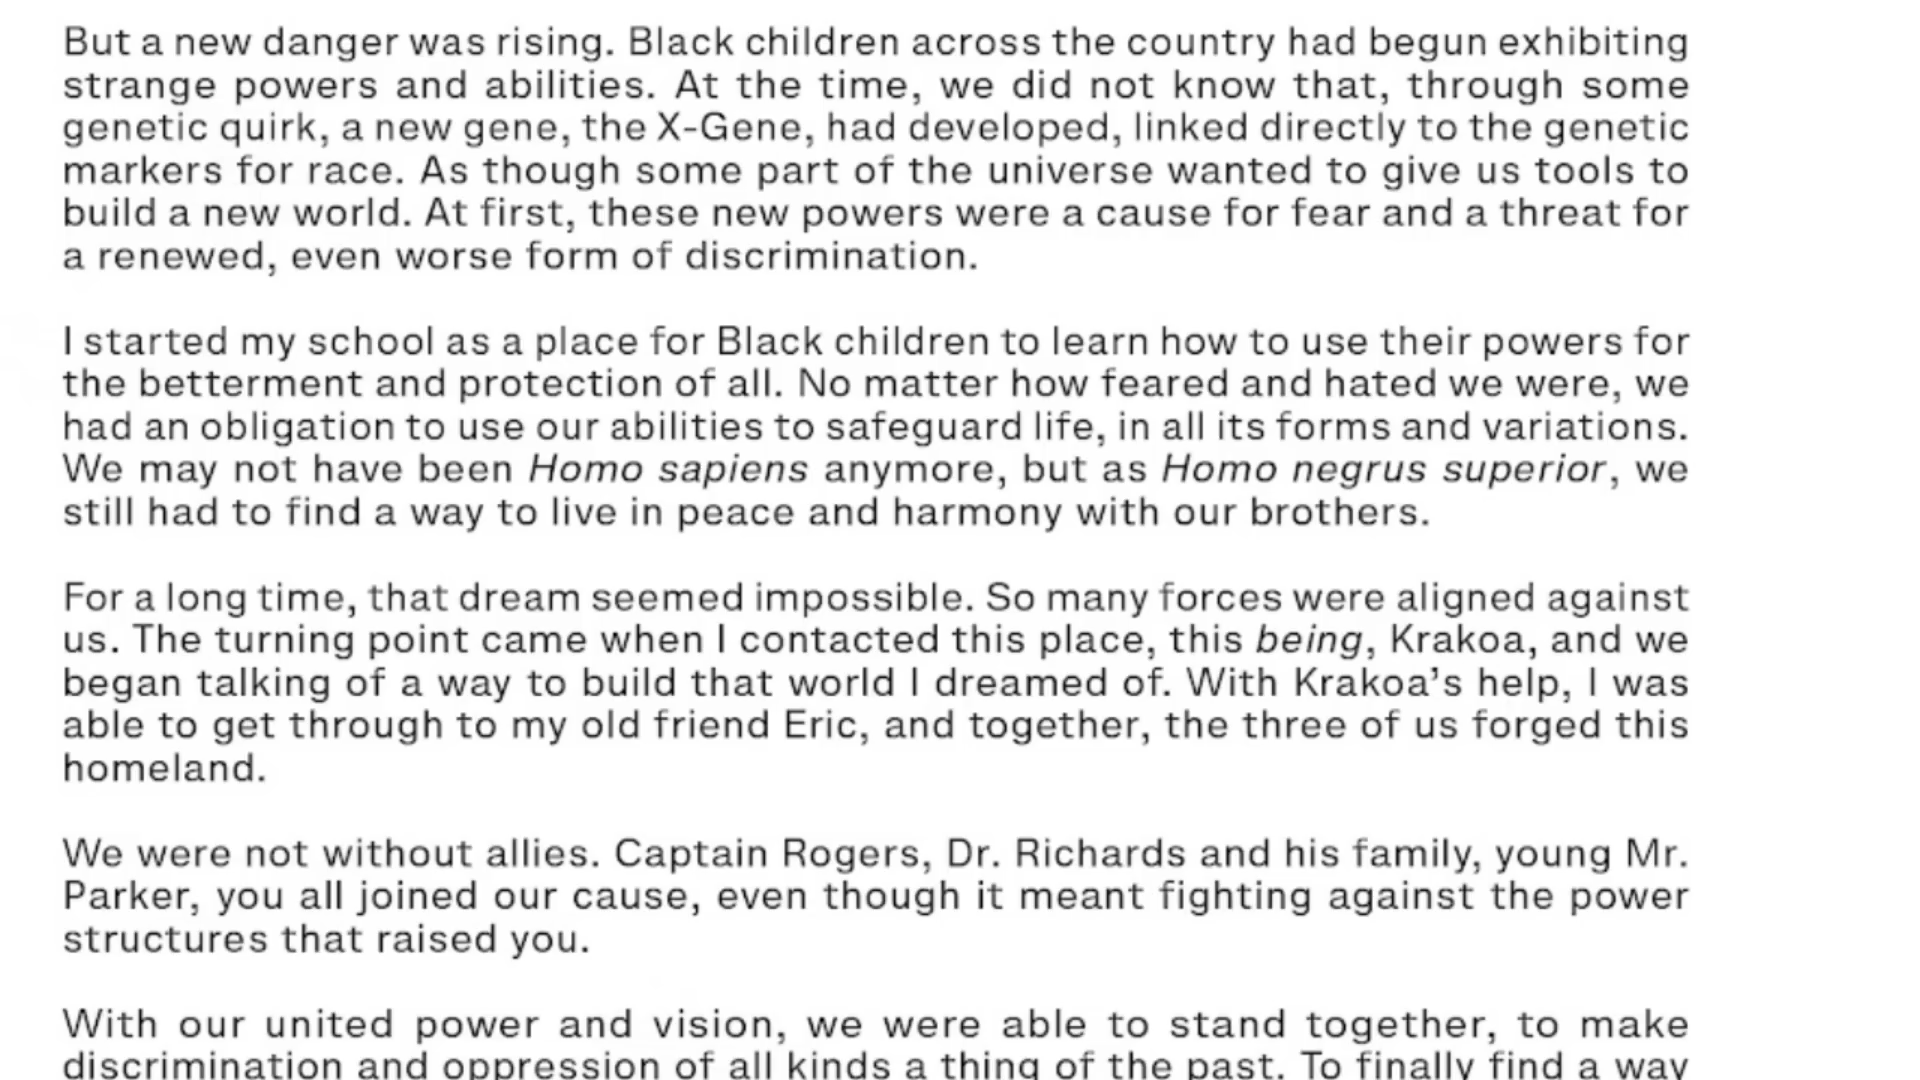 But a new danger was rising. Black children across the country had begun exhibiting
strange powers and abilities. At the time, we did not know that, through some
genetic quirk, a new gene, the X-Gene, had developed, linked directly to the genetic
markers for race. As though some part of the universe wanted to give us tools to
build a new world. At first, these new powers were a cause for fear and a threat for
a renewed, even worse form of discrimination.
I started my school as a place for Black children to learn how to use their powers for
the betterment and protection of all. No matter how feared and hated we were, we
had an obligation to use our abilities to safeguard life, in all its forms and variations.
We may not have been Homo sapiens anymore, but as Homo negrus superior, we
still had to find a way to live in peace and harmony with our brothers.
For a long time, that dream seemed impossible. So many forces were aligned against
us. The turning point came when I contacted this place, this being, Krakoa, and we
began talking of a way to build that world I dreamed of. With Krakoa’s help, I was
able to get through to my old friend Eric, and together, the three of us forged this
homeland.
We were not without allies. Captain Rogers, Dr. Richards and his family, young Mr.
Parker, you all joined our cause, even though it meant fighting against the power
structures that raised you.
With our united power and vision, we were able to stand together, to make
discrimination and oppression of all kinds a thing of the past. To finally find a way